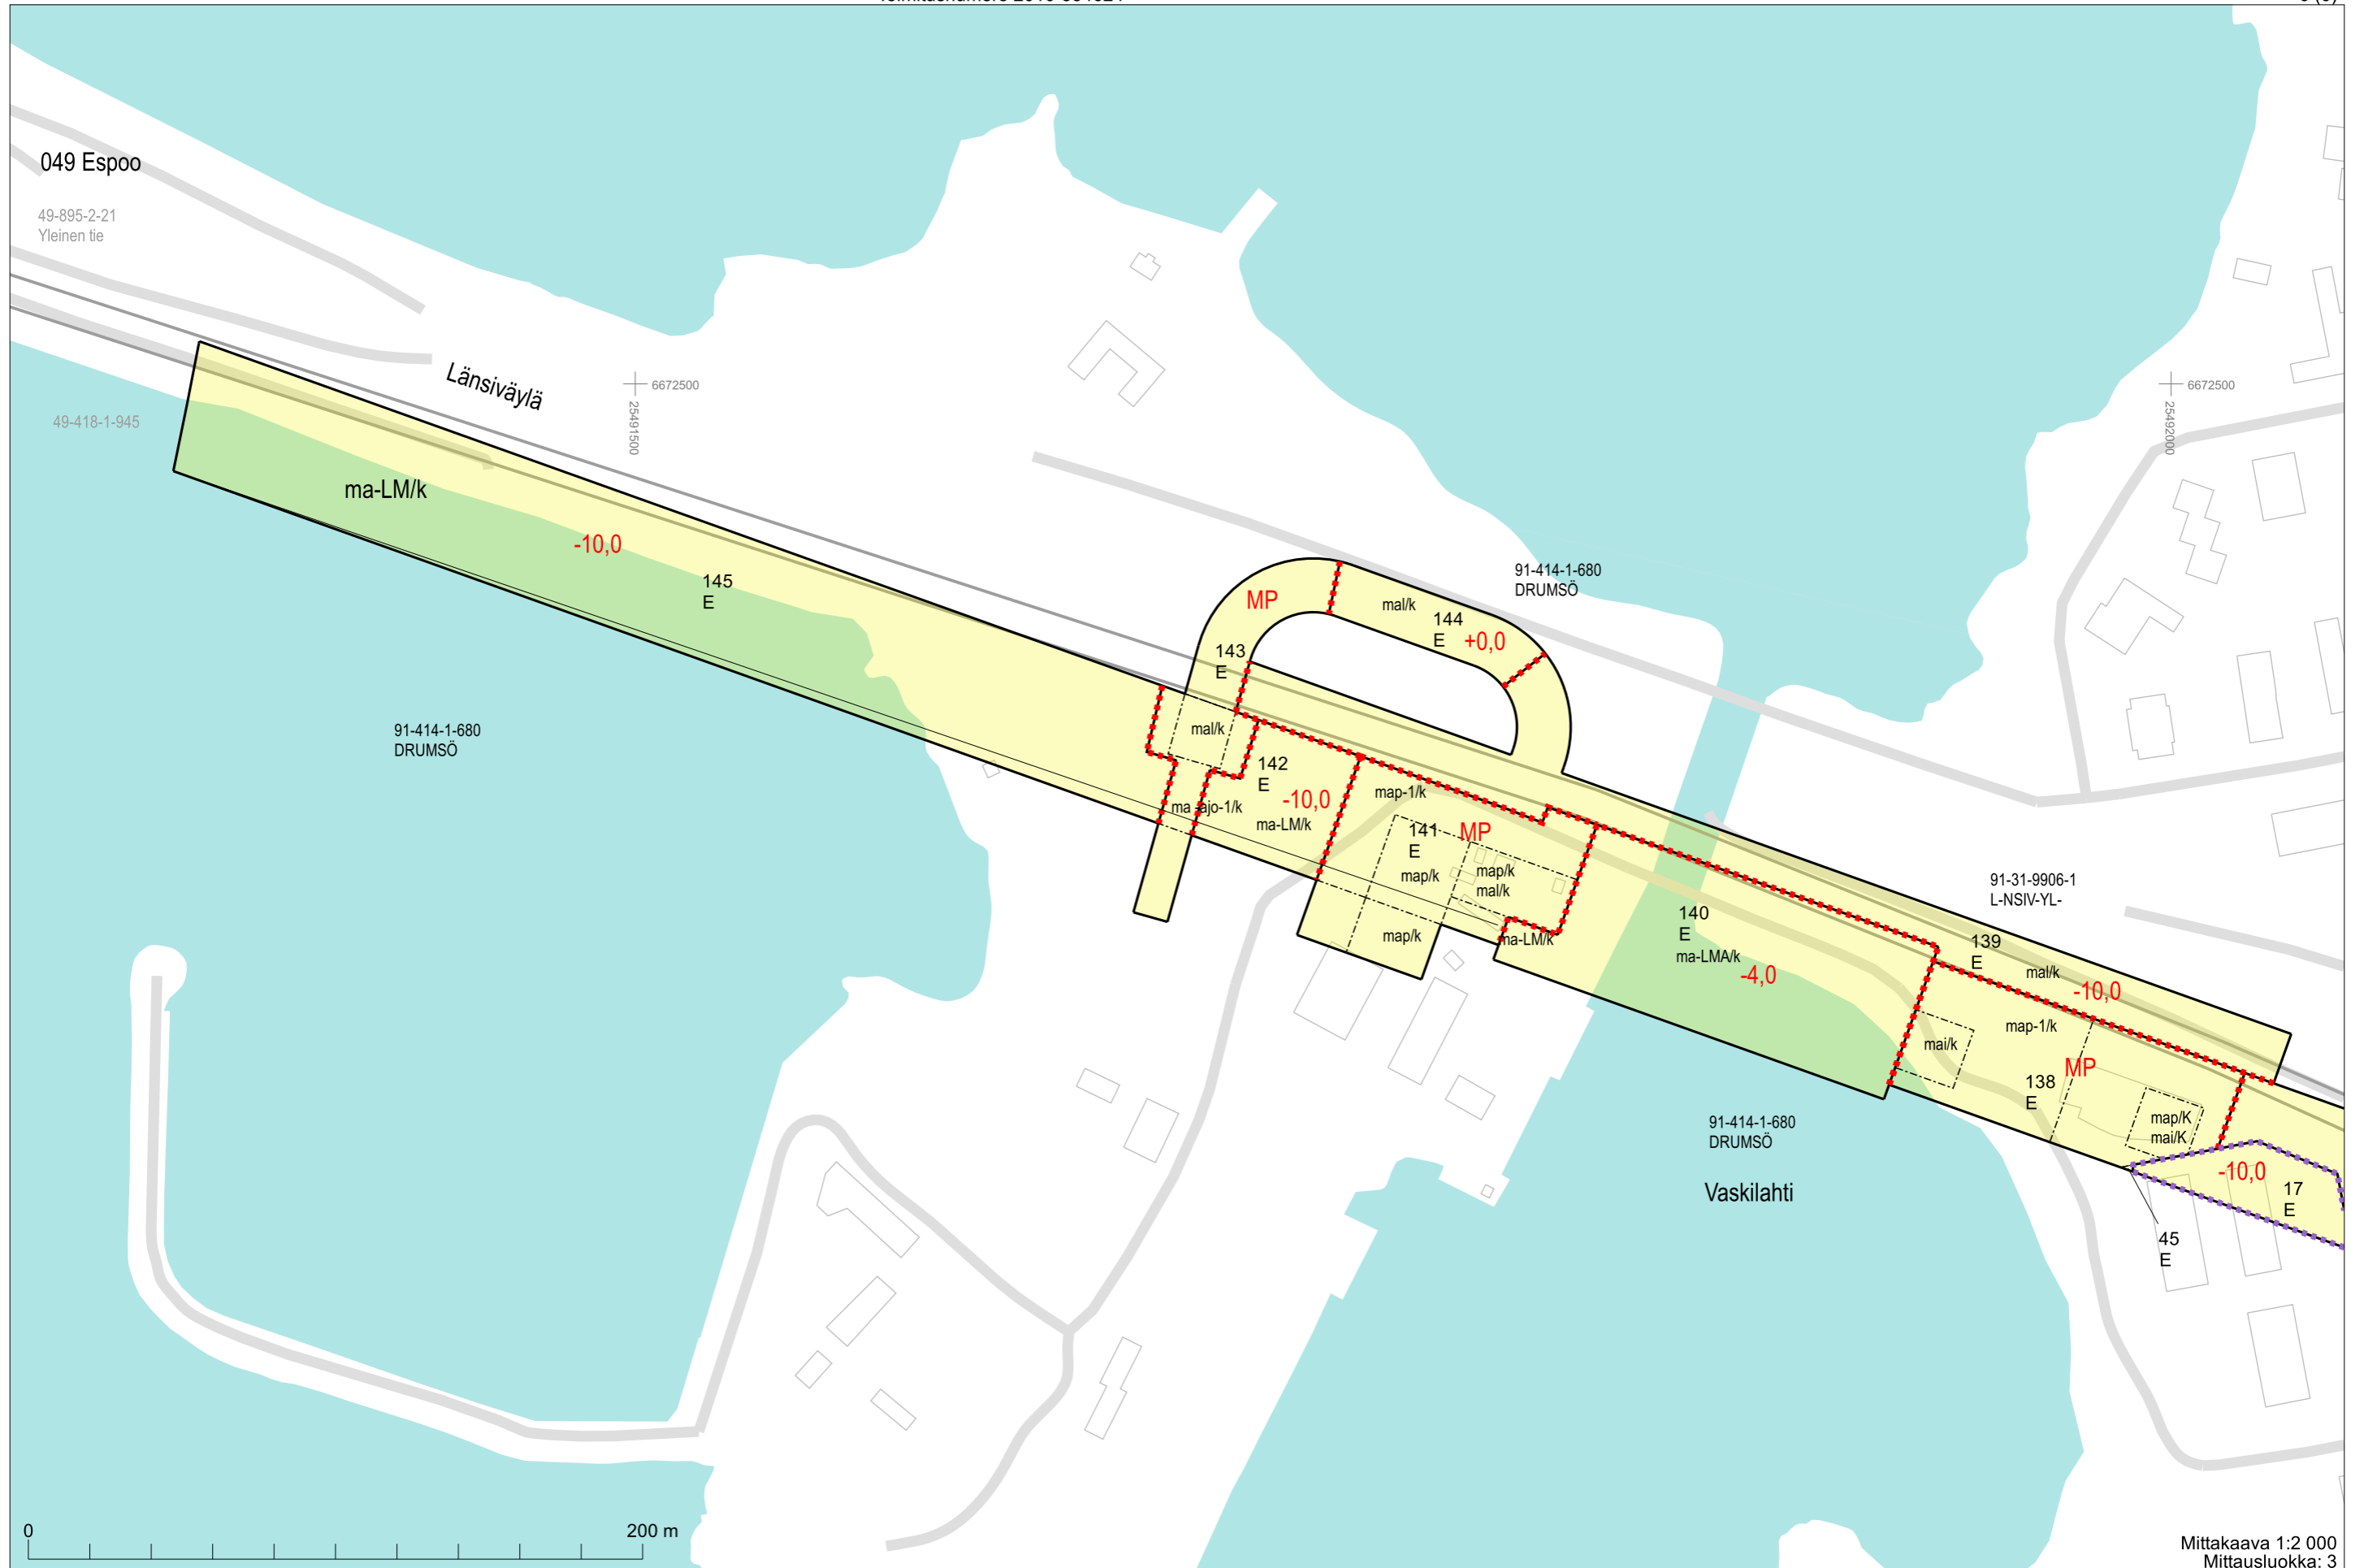 049 Espoo
49-895-2-21
Yleinen tie
49-418-1-945
Länsiväylä
6672500
25491500
6672500
25492000
ma-LM/k
-10,0
145
E
91-414-1-680
DRUMSÖ
MP
mal/k
144
E
+0,0
91-414-1-680
DRUMSÖ
143
E
mal/k
142
E
-10,0
ma-LM/k
ma-ajo-1/k
map-1/k
141
E
MP
map/k
map/k
mal/k
map/k
ma-LM/k
140
E
ma-LMA/k
-4,0
91-31-9906-1
L-NSIV-YL-
139
E
mal/k
-10,0
map-1/k
mai/k
MP
138
E
map/K
mai/K
-10,0
17
E
45
E
91-414-1-680
DRUMSÖ
Vaskilahti
0
200 m
Mittakaava 1:2 000
Mittausluokka: 3